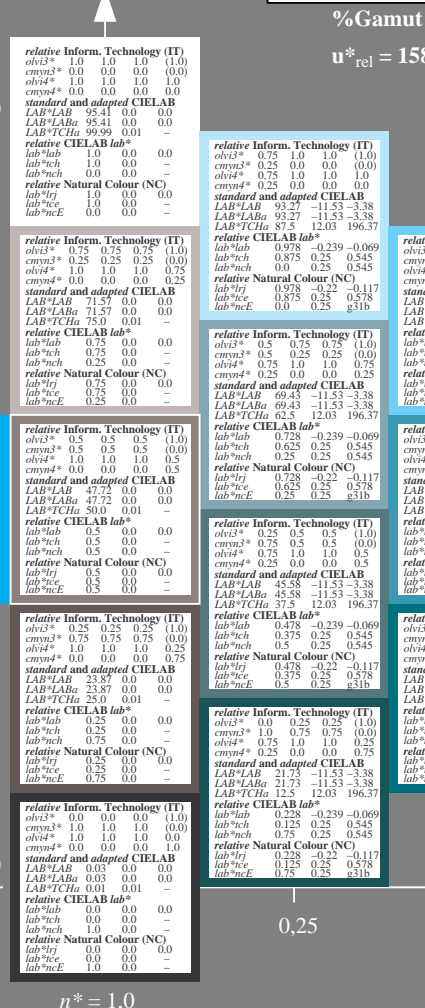 %Gamut
u*rel = 158
relative Inform. Technology (IT)
olvi3* 1.0 1.0 1.0 (1.0)
cmyn3* 0.0 0.0 0.0 (0.0)
olvi4* 1.0 1.0 1.0 1.0
cmyn4* 0.0 0.0 0.0 0.0
standard and adapted CIELAB
LAB*LAB 95.41 0.0 0.0
LAB*LABa 95.41 0.0 0.0
LAB*TCHa 99.99 0.01 –
relative CIELAB lab*
lab*lab 1.0 0.0 0.0
lab*tch 1.0 0.0 –
lab*nch 0.0 0.0 –
relative Natural Colour (NC)
lab*lrj 1.0 0.0 0.0
lab*tce 1.0 0.0 –
lab*ncE 0.0 0.0 –
relative Inform. Technology (IT)
olvi3* 0.75 0.75 0.75 (1.0)
cmyn3* 0.25 0.25 0.25 (0.0)
olvi4* 1.0 1.0 1.0 0.75
cmyn4* 0.0 0.0 0.0 0.25
standard and adapted CIELAB
LAB*LAB 71.57 0.0 0.0
LAB*LABa 71.57 0.0 0.0
LAB*TCHa 75.0 0.01 –
relative CIELAB lab*
lab*lab 0.75 0.0 0.0
lab*tch 0.75 0.0 –
lab*nch 0.25 0.0 –
relative Natural Colour (NC)
lab*lrj 0.75 0.0 0.0
lab*tce 0.75 0.0 –
lab*ncE 0.25 0.0 –
relative Inform. Technology (IT)
olvi3* 0.5 0.5 0.5 (1.0)
cmyn3* 0.5 0.5 0.5 (0.0)
olvi4* 1.0 1.0 1.0 0.5
cmyn4* 0.0 0.0 0.0 0.5
standard and adapted CIELAB
LAB*LAB 47.72 0.0 0.0
LAB*LABa 47.72 0.0 0.0
LAB*TCHa 50.0 0.01 –
relative CIELAB lab*
lab*lab 0.5 0.0 0.0
lab*tch 0.5 0.0 –
lab*nch 0.5 0.0 –
relative Natural Colour (NC)
lab*lrj 0.5 0.0 0.0
lab*tce 0.5 0.0 –
lab*ncE 0.5 0.0 –
relative Inform. Technology (IT)
olvi3* 0.25 0.25 0.25 (1.0)
cmyn3* 0.75 0.75 0.75 (0.0)
olvi4* 1.0 1.0 1.0 0.25
cmyn4* 0.0 0.0 0.0 0.75
standard and adapted CIELAB
LAB*LAB 23.87 0.0 0.0
LAB*LABa 23.87 0.0 0.0
LAB*TCHa 25.0 0.01 –
relative CIELAB lab*
lab*lab 0.25 0.0 0.0
lab*tch 0.25 0.0 –
lab*nch 0.75 0.0 –
relative Natural Colour (NC)
lab*lrj 0.25 0.0 0.0
lab*tce 0.25 0.0 –
lab*ncE 0.75 0.0 –
relative Inform. Technology (IT)
olvi3* 0.0 0.0 0.0 (1.0)
cmyn3* 1.0 1.0 1.0 (0.0)
olvi4* 1.0 1.0 1.0 0.0
cmyn4* 0.0 0.0 0.0 1.0
standard and adapted CIELAB
LAB*LAB 0.03 0.0 0.0
LAB*LABa 0.03 0.0 0.0
LAB*TCHa 0.01 0.01 –
relative CIELAB lab*
lab*lab 0.0 0.0 0.0
lab*tch 0.0 0.0 –
lab*nch 1.0 0.0 –
relative Natural Colour (NC)
lab*lrj 0.0 0.0 0.0
lab*tce 0.0 0.0 –
lab*ncE 1.0 0.0 –
n* = 1,0
relative Inform. Technology (IT)
olvi3* 0.75 1.0 1.0 (1.0)
cmyn3* 0.25 0.0 0.0 (0.0)
olvi4* 0.75 1.0 1.0 1.0
cmyn4* 0.25 0.0 0.0 0.0
standard and adapted CIELAB
LAB*LAB 93.27 –11.53 –3.38
LAB*LABa 93.27 –11.53 –3.38
LAB*TCHa 87.5 12.03 196.37
relative CIELAB lab*
lab*lab 0.978 –0.239 –0.069
lab*tch 0.875 0.25 0.545
lab*nch 0.0 0.25 0.545
relative Natural Colour (NC)
lab*lrj 0.978 –0.22 –0.117
lab*tce 0.875 0.25 0.578
lab*ncE 0.0 0.25 g31b
relative Inform. Technology (IT)
olvi3* 0.5 0.75 0.75 (1.0)
cmyn3* 0.5 0.25 0.25 (0.0)
olvi4* 0.75 1.0 1.0 0.75
cmyn4* 0.25 0.0 0.0 0.25
standard and adapted CIELAB
LAB*LAB 69.43 –11.53 –3.38
LAB*LABa 69.43 –11.53 –3.38
LAB*TCHa 62.5 12.03 196.37
relative CIELAB lab*
lab*lab 0.728 –0.239 –0.069
lab*tch 0.625 0.25 0.545
lab*nch 0.25 0.25 0.545
relative Natural Colour (NC)
lab*lrj 0.728 –0.22 –0.117
lab*tce 0.625 0.25 0.578
lab*ncE 0.25 0.25 g31b
relative Inform. Technology (IT)
olvi3* 0.25 0.5 0.5 (1.0)
cmyn3* 0.75 0.5 0.5 (0.0)
olvi4* 0.75 1.0 1.0 0.5
cmyn4* 0.25 0.0 0.0 0.5
standard and adapted CIELAB
LAB*LAB 45.58 –11.53 –3.38
LAB*LABa 45.58 –11.53 –3.38
LAB*TCHa 37.5 12.03 196.37
relative CIELAB lab*
lab*lab 0.478 –0.239 –0.069
lab*tch 0.375 0.25 0.545
lab*nch 0.5 0.25 0.545
relative Natural Colour (NC)
lab*lrj 0.478 –0.22 –0.117
lab*tce 0.375 0.25 0.578
lab*ncE 0.5 0.25 g31b
relative Inform. Technology (IT)
olvi3* 0.0 0.25 0.25 (1.0)
cmyn3* 1.0 0.75 0.75 (0.0)
olvi4* 0.75 1.0 1.0 0.25
cmyn4* 0.25 0.0 0.0 0.75
standard and adapted CIELAB
LAB*LAB 21.73 –11.53 –3.38
LAB*LABa 21.73 –11.53 –3.38
LAB*TCHa 12.5 12.03 196.37
relative CIELAB lab*
lab*lab 0.228 –0.239 –0.069
lab*tch 0.125 0.25 0.545
lab*nch 0.75 0.25 0.545
relative Natural Colour (NC)
lab*lrj 0.228 –0.22 –0.117
lab*tce 0.125 0.25 0.578
lab*ncE 0.75 0.25 g31b
0,25